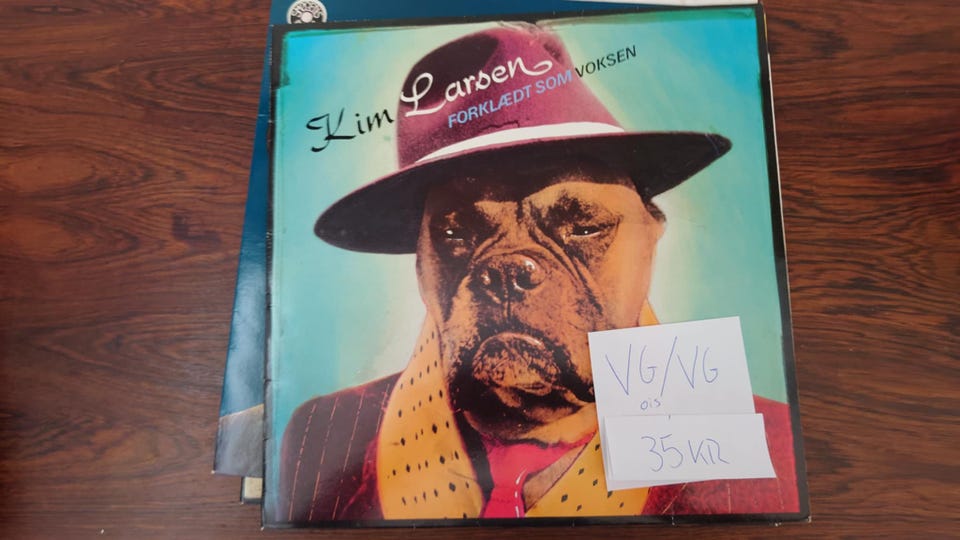 Kim Larsen
FORKLÆDT SOM VOKSEN
VG/VG
ois
35 KR